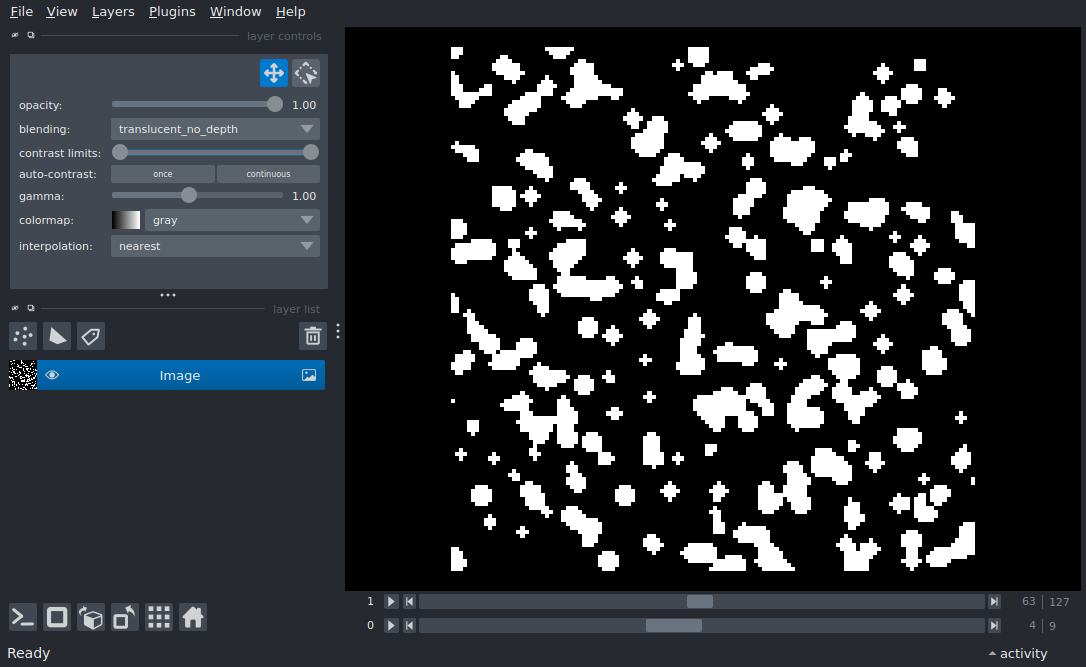 File View Layers Plugins Window Help
layer controls
opacity: 1.00
blending: translucent_no_depth
contrast limits:
auto-contrast: once continuous
gamma: 1.00
colormap: gray
interpolation: nearest
layer list
Image
1 63 127
0 4 9
Ready activity